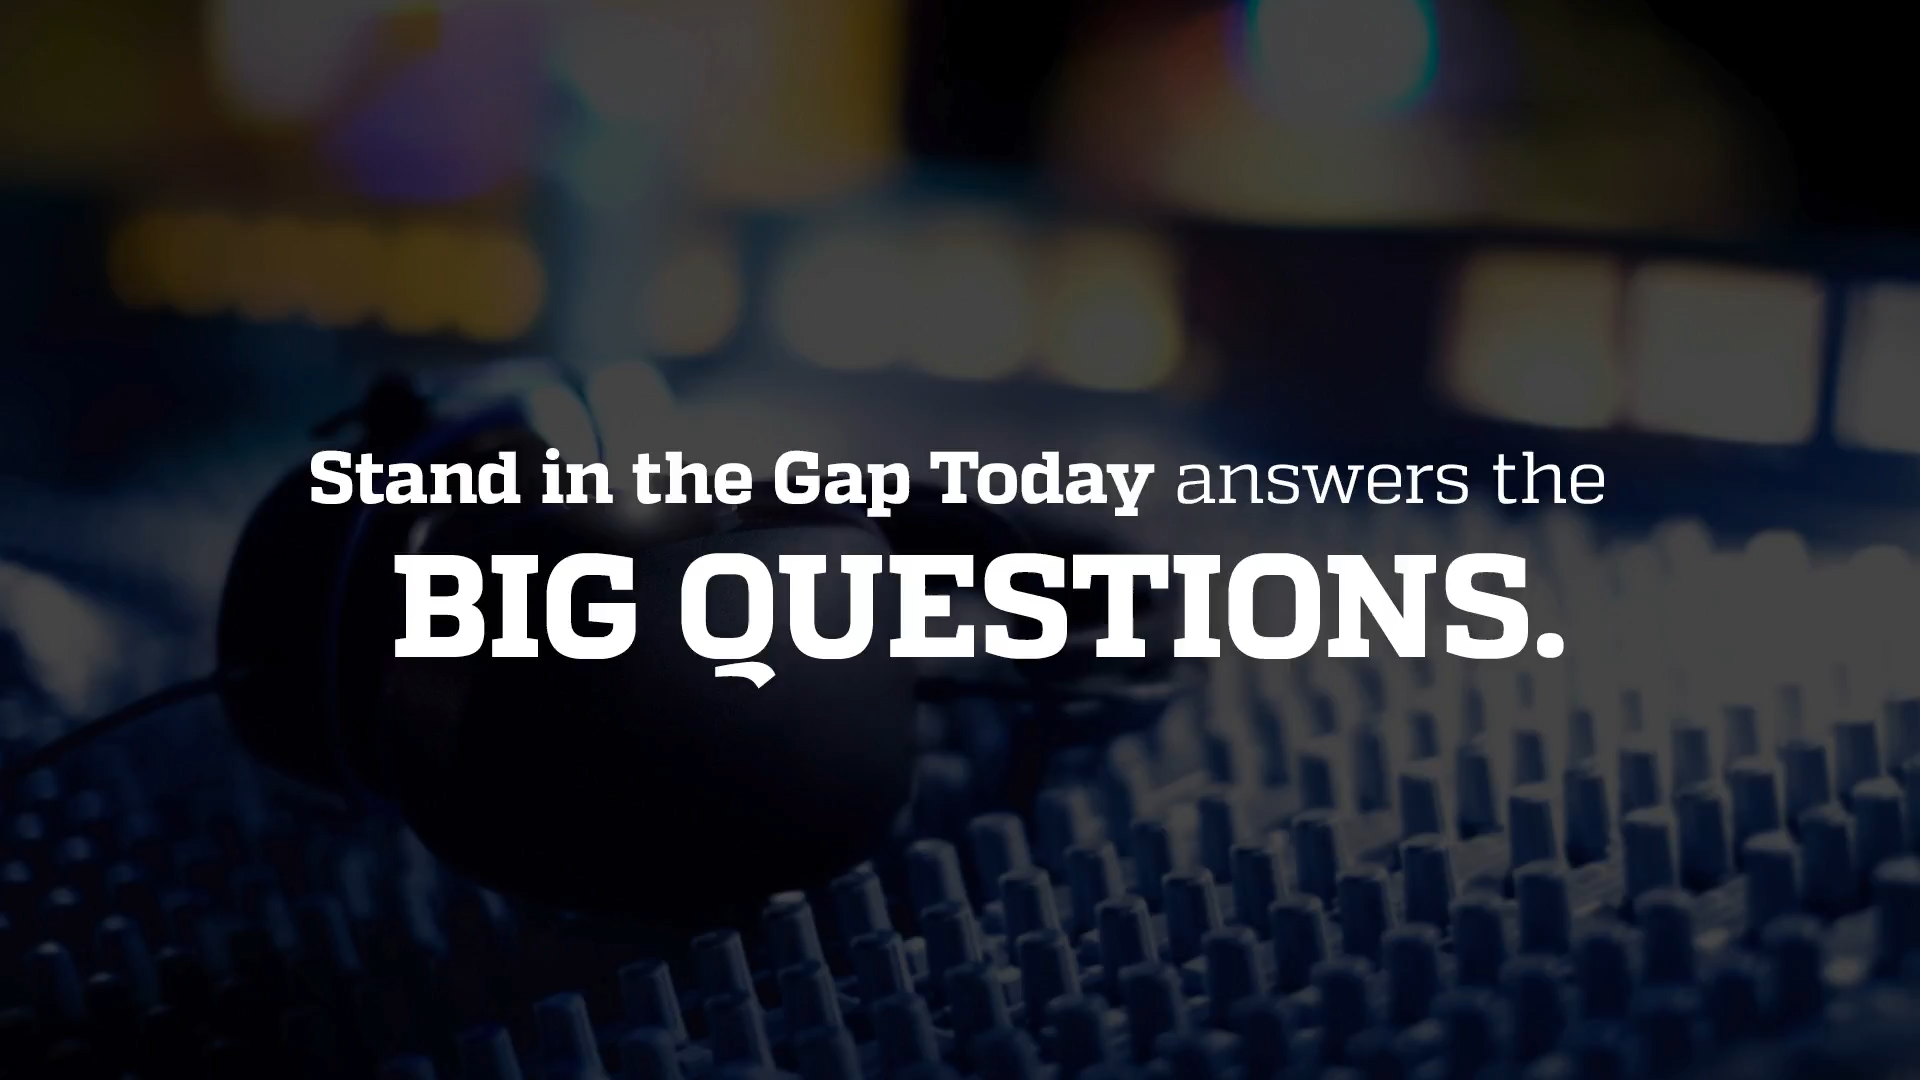 Stand in the Gap Today answers the
BIG QUESTIONS.